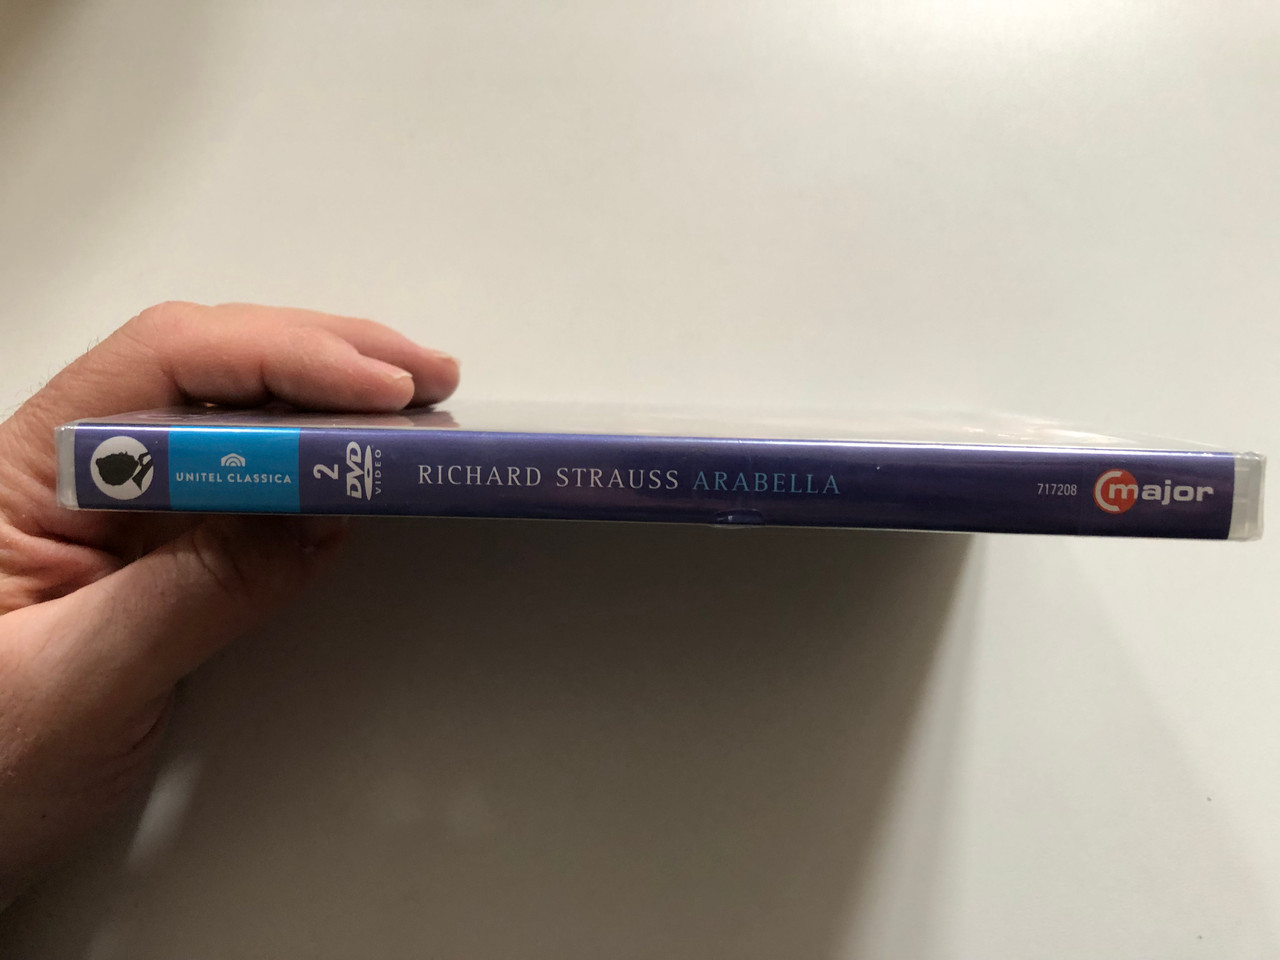 UNITEL CLASSICA
2
DVD
VIDEO
RICHARD STRAUSS ARABELLA
717208
major